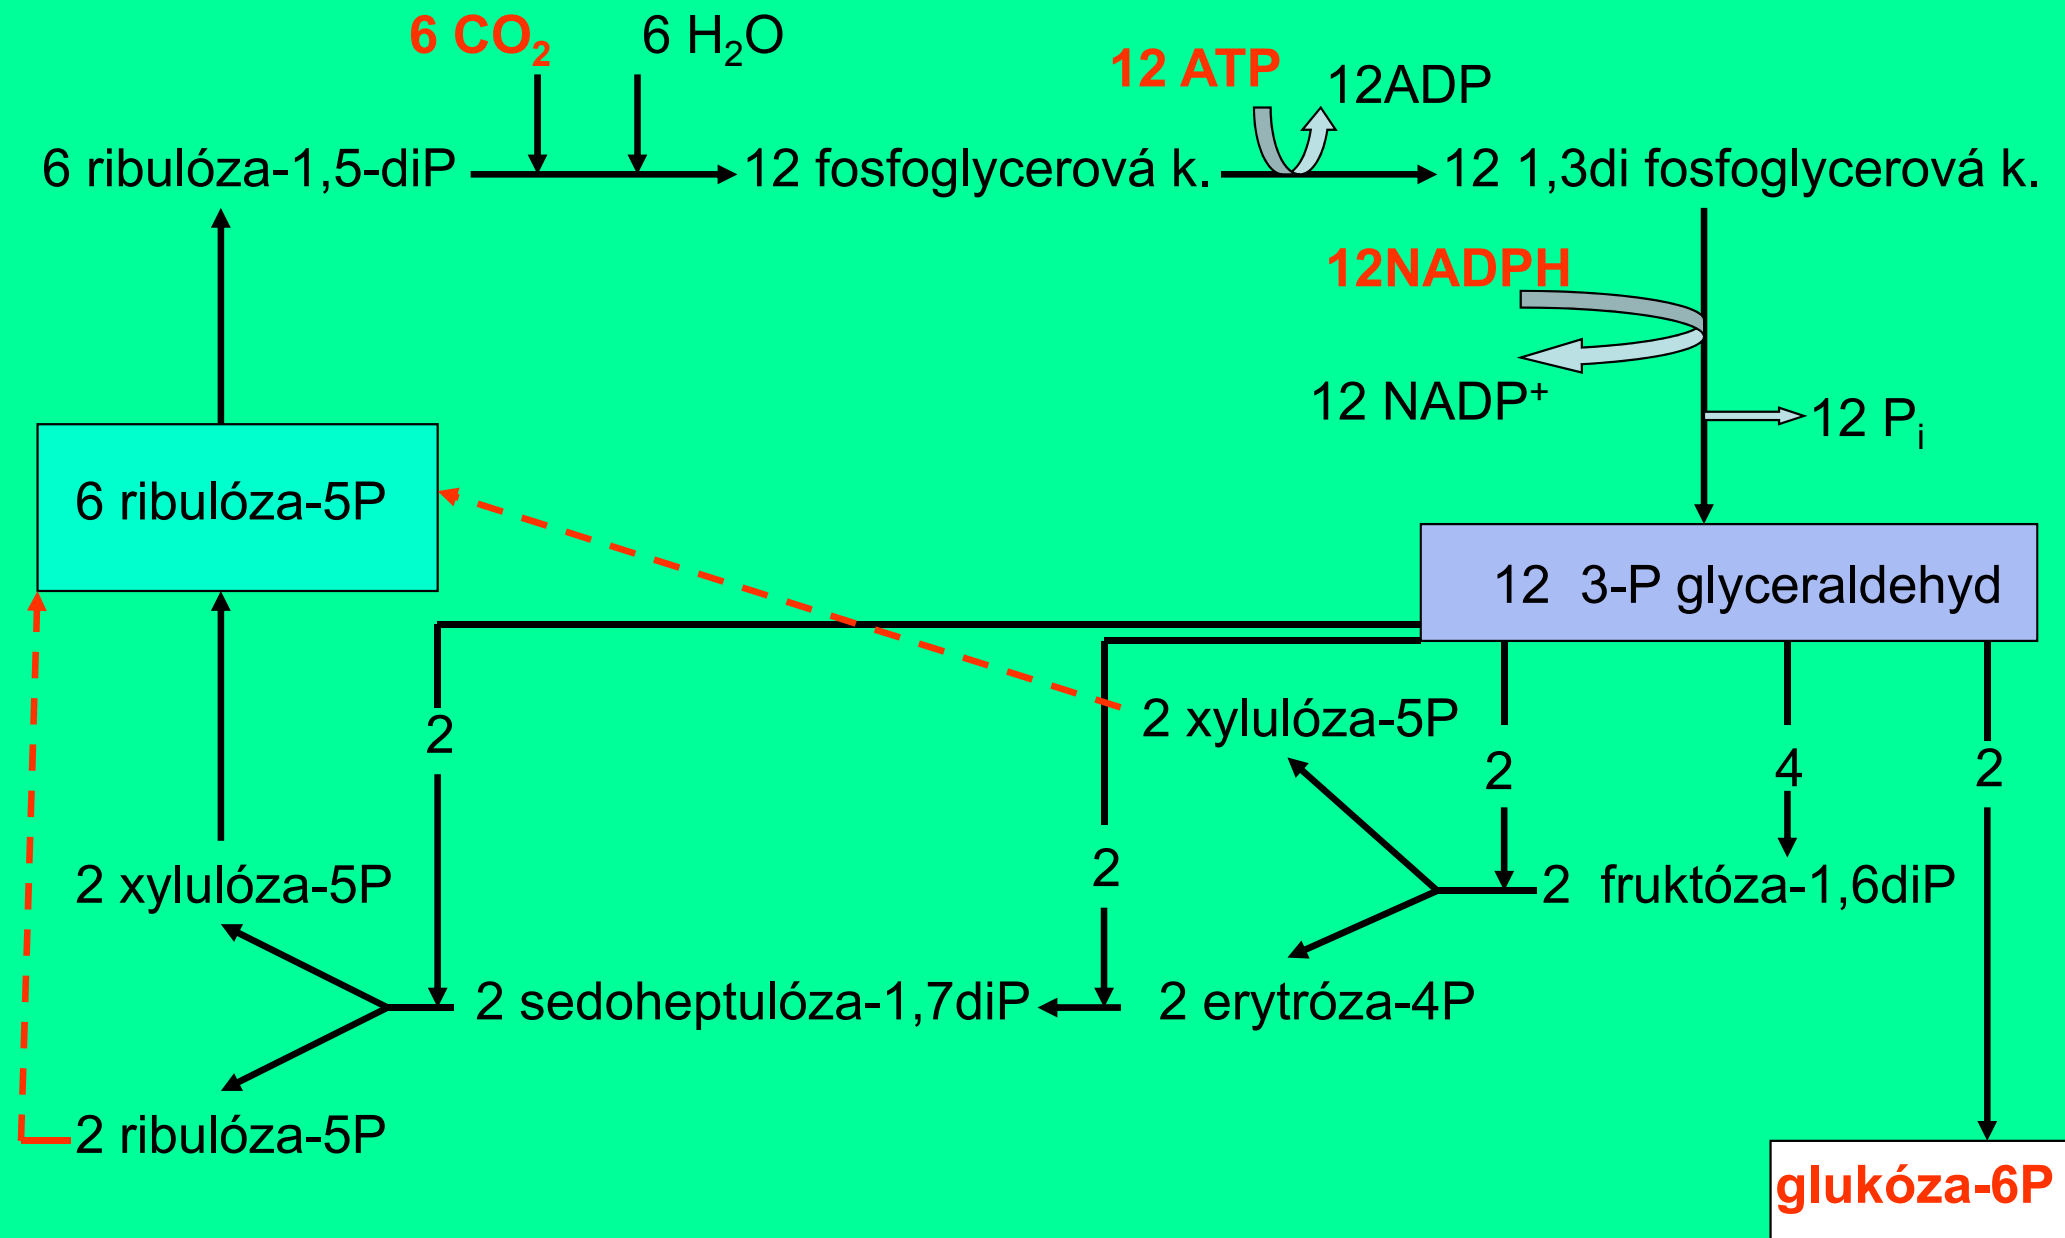 6 CO₂
6 H₂O
12 ATP
12ADP
6 ribulóza-1,5-diP
12 fosfoglycerová k.
12 1,3di fosfoglycerová k.
12NADPH
12 NADP⁺
12 Pᵢ
6 ribulóza-5P
12 3-P glyceraldehyd
2
2 xylulóza-5P
2
4
2
2
2 xylulóza-5P
2 fruktóza-1,6diP
2 sedoheptulóza-1,7diP
2 erytróza-4P
2 ribulóza-5P
glukóza-6P